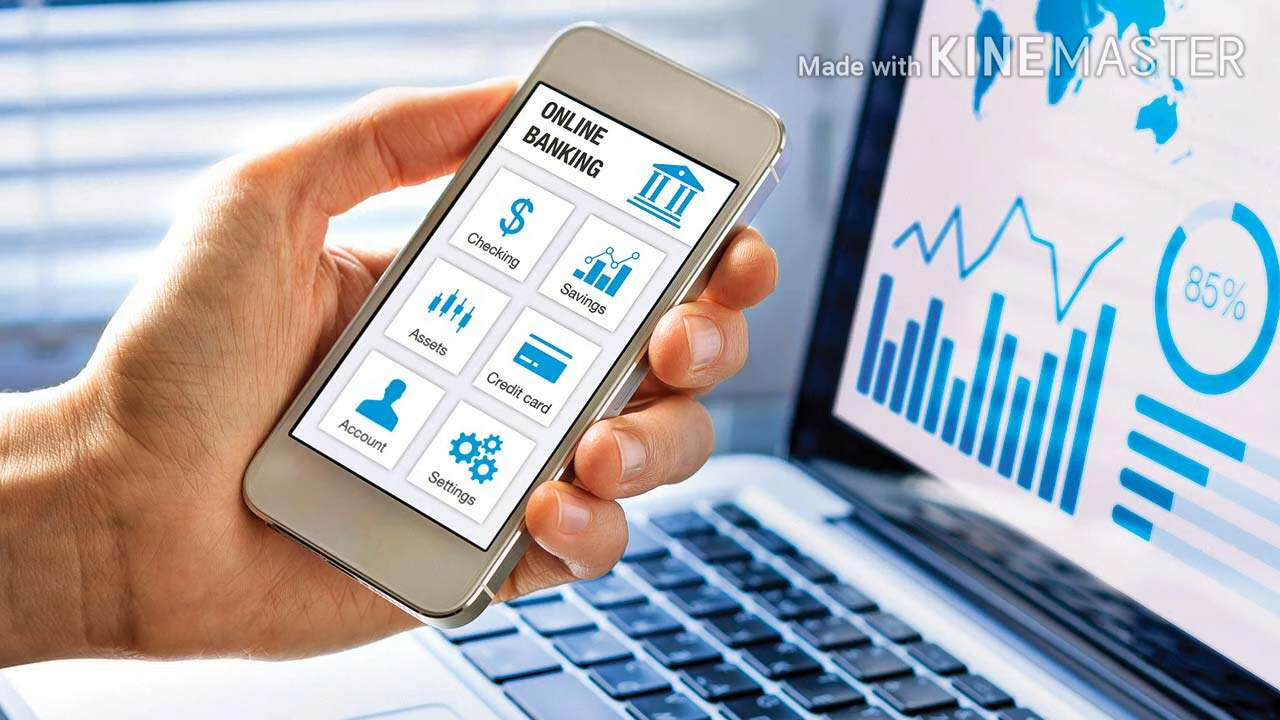 Made with KINEMASTER
ONLINE
BANKING
$
Checking
Savings
Assets
Credit card
Account
Settings
85%